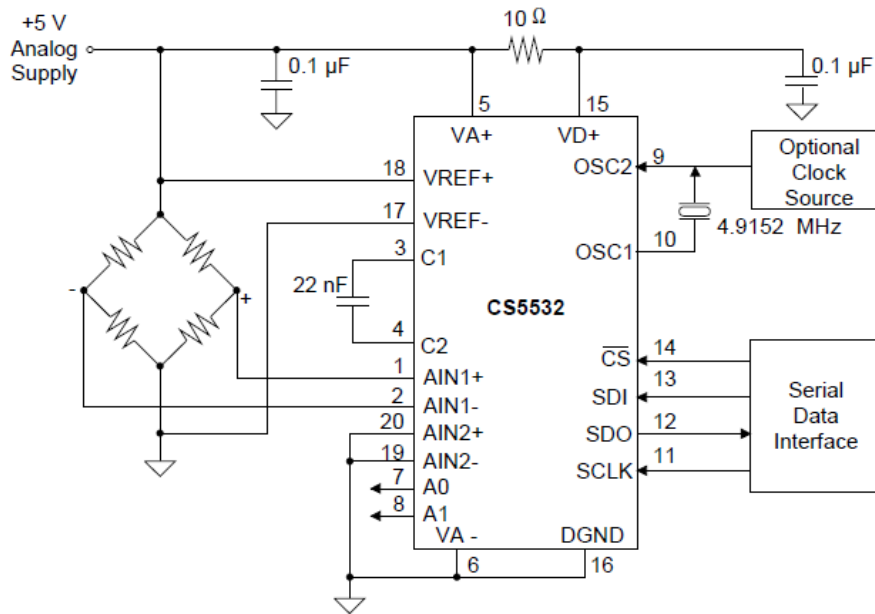 +5 V
Analog
Supply
10 Ω
0.1 µF
0.1 µF
5
15
VA+
VD+
18
VREF+
17
VREF-
3
C1
22 nF
4
C2
1
AIN1+
2
AIN1-
20
AIN2+
19
AIN2-
7
A0
8
A1
VA -
6
DGND
16
CS5532
OSC2
9
Optional
Clock
Source
4.9152 MHz
OSC1
10
CS
14
SDI
13
SDO
12
SCLK
11
Serial
Data
Interface
-
+